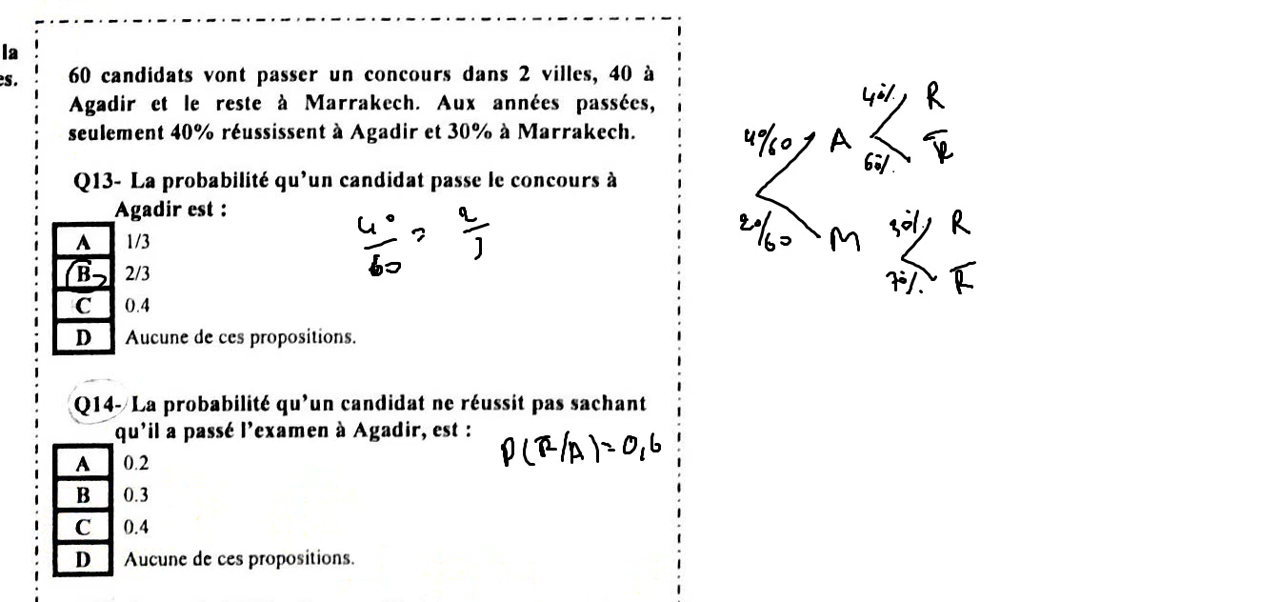 la
es.
60 candidats vont passer un concours dans 2 villes, 40 à
Agadir et le reste à Marrakech. Aux années passées,
seulement 40% réussissent à Agadir et 30% à Marrakech.
Q13- La probabilité qu'un candidat passe le concours à
Agadir est :
A 1/3
B 2/3
C 0.4
D Aucune de ces propositions.
40/60 = 2/3
Q14- La probabilité qu'un candidat ne réussit pas sachant
qu'il a passé l'examen à Agadir, est :
P(R̅/A)=0,6
A 0.2
B 0.3
C 0.4
D Aucune de ces propositions.
40% R
40/60 A
60% R̅
20/60 M
30% R
70% R̅